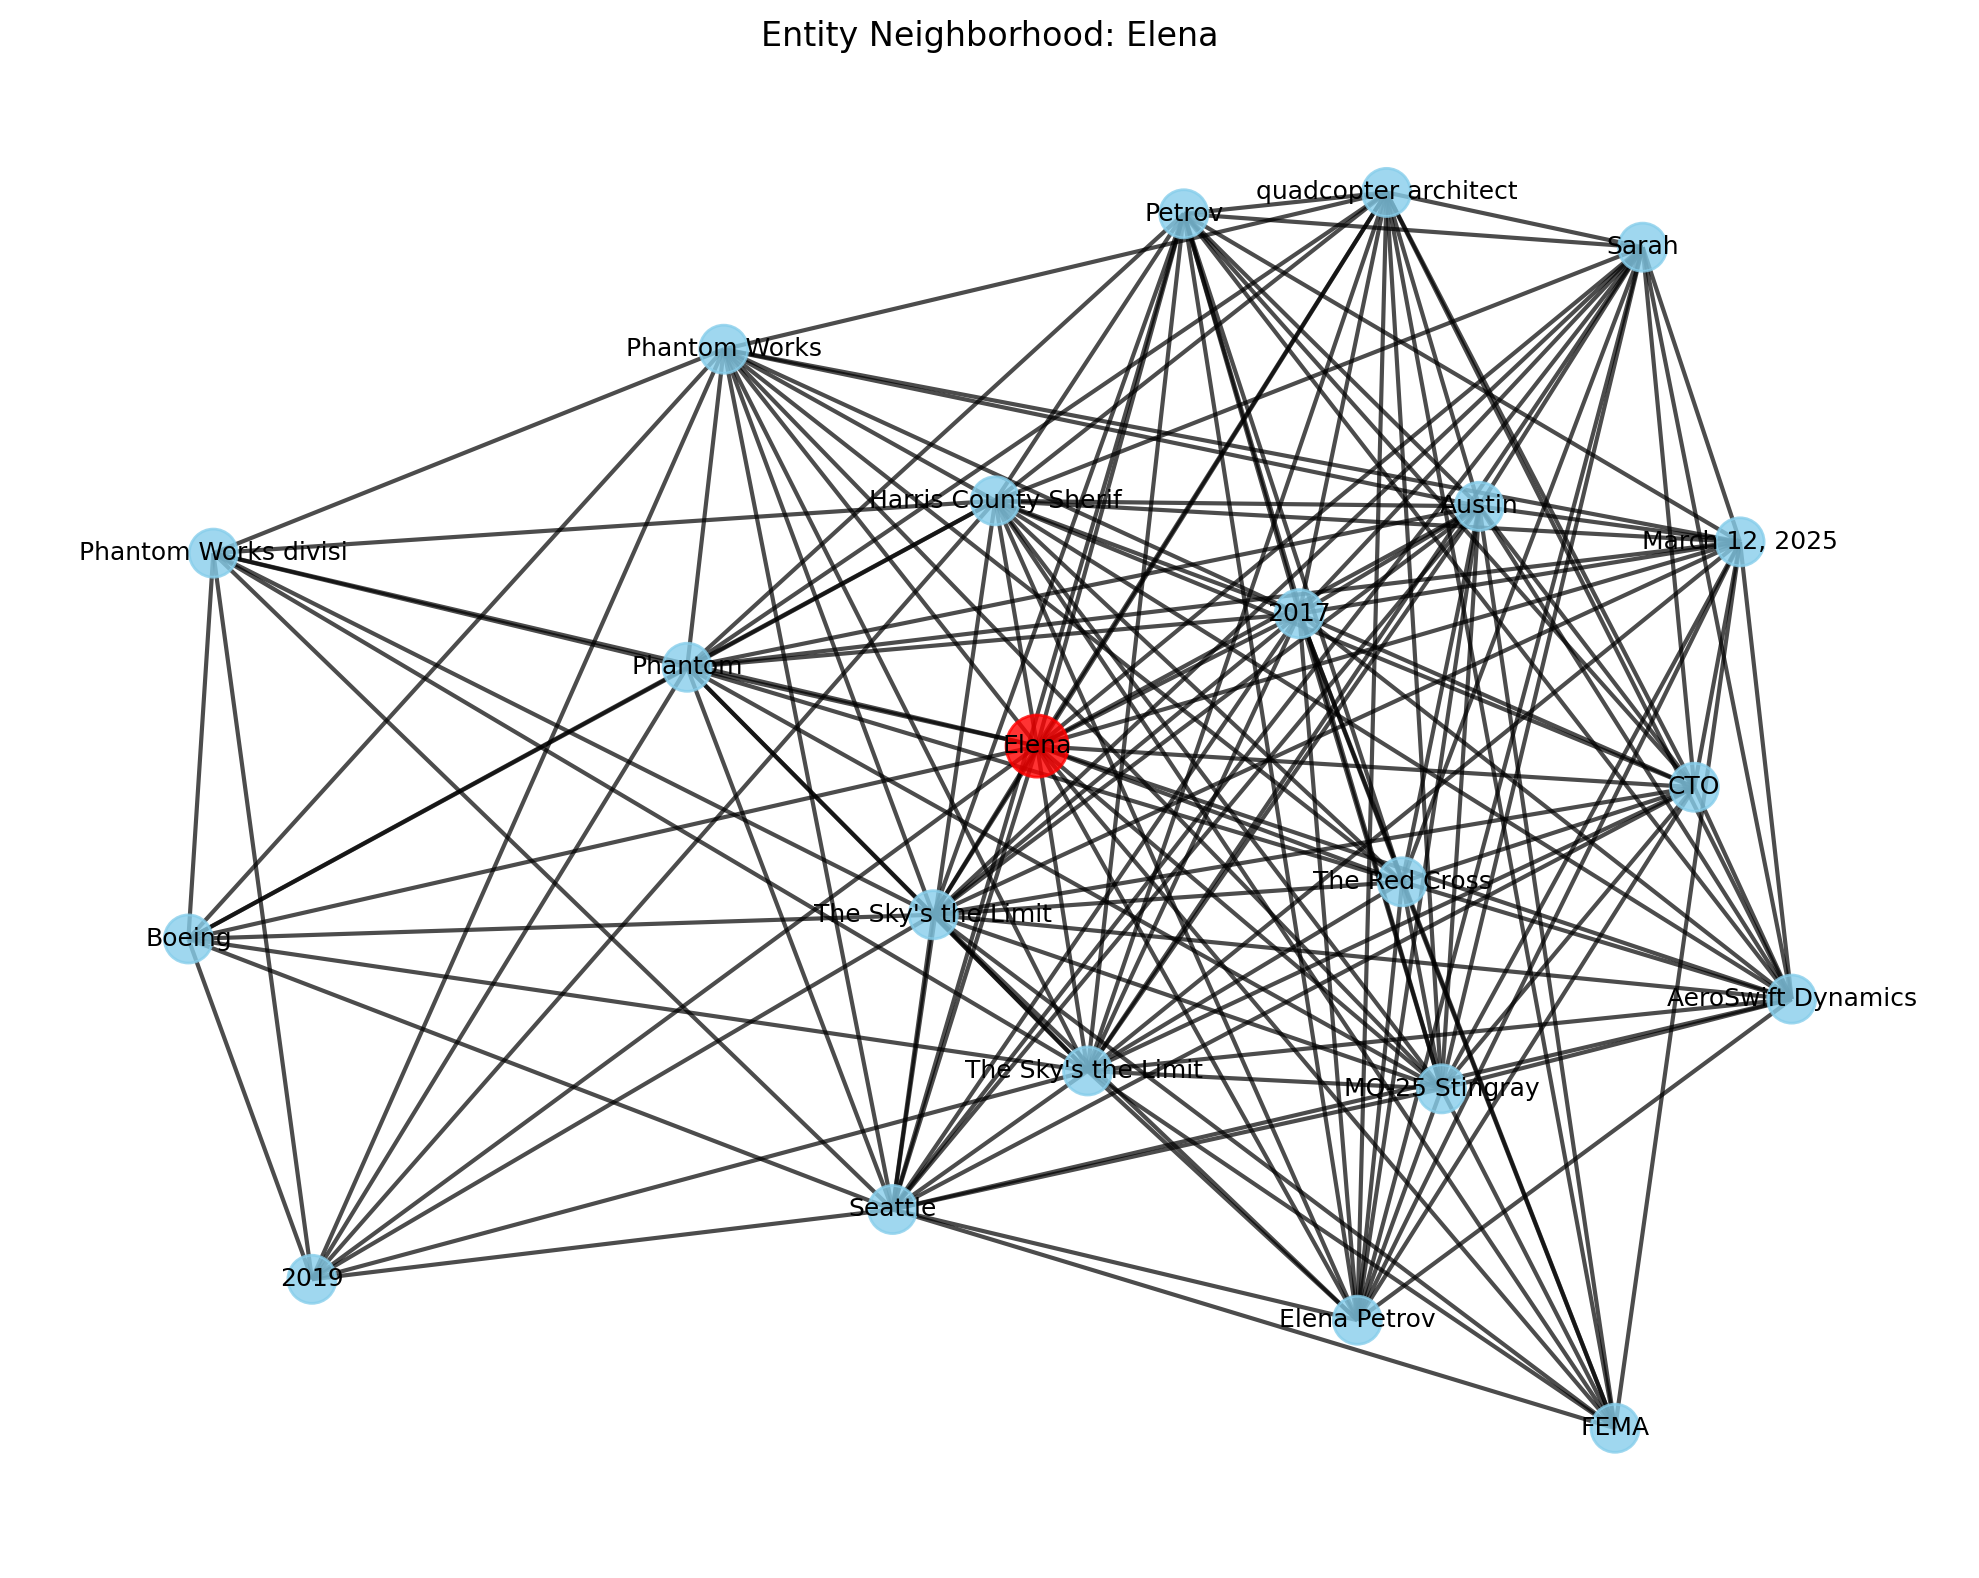 Entity Neighborhood: Elena
quadcopter architect
Petrov
Sarah
Phantom Works
Harris County Sherif
Austin
March 12, 2025
Phantom Works divisi
2017
Phantom
Elena
CTO
The Red Cross
The Sky's the Limit
Boeing
AeroSwift Dynamics
The Sky's the Limit
MQ-25 Stingray
Seattle
2019
Elena Petrov
FEMA